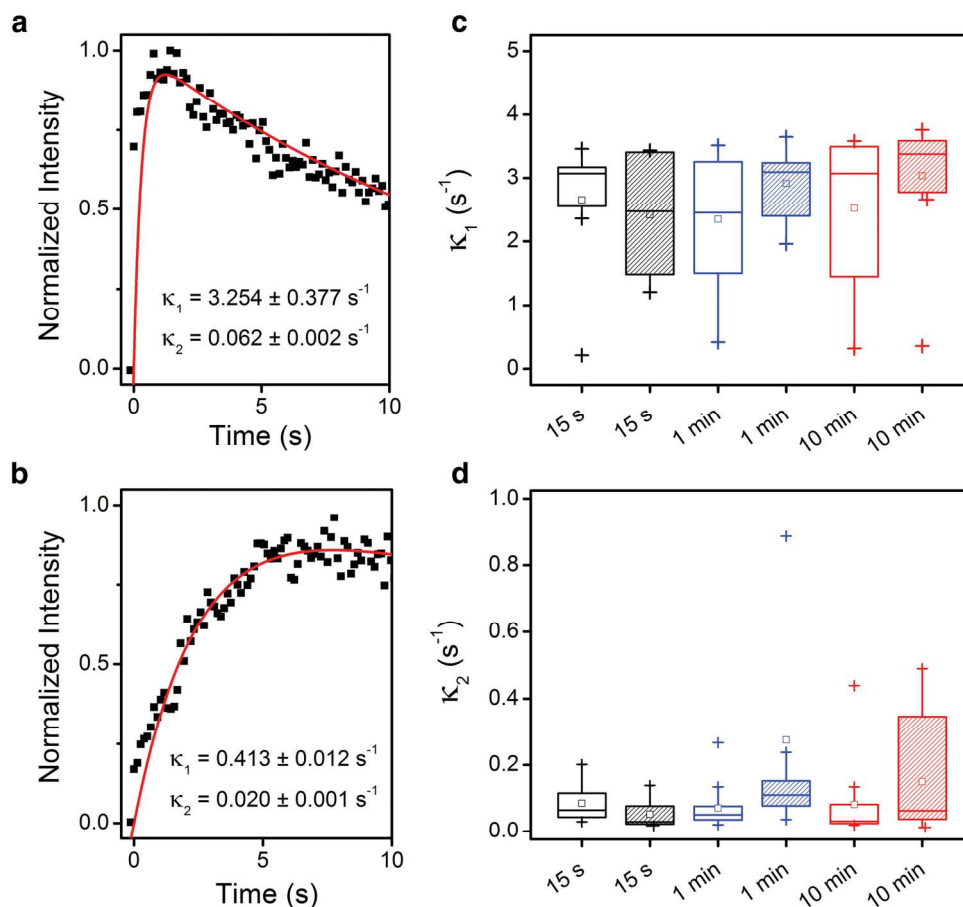 a
1.0
0.5
0.0
Normalized Intensity
κ₁ = 3.254 ± 0.377 s⁻¹
κ₂ = 0.062 ± 0.002 s⁻¹
0
5
10
Time (s)
b
1.0
0.5
0.0
Normalized Intensity
κ₁ = 0.413 ± 0.012 s⁻¹
κ₂ = 0.020 ± 0.001 s⁻¹
0
5
10
Time (s)
c
5
4
3
2
1
0
κ₁ (s⁻¹)
15 s
15 s
1 min
1 min
10 min
10 min
d
1.0
0.8
0.6
0.4
0.2
0.0
κ₂ (s⁻¹)
15 s
15 s
1 min
1 min
10 min
10 min